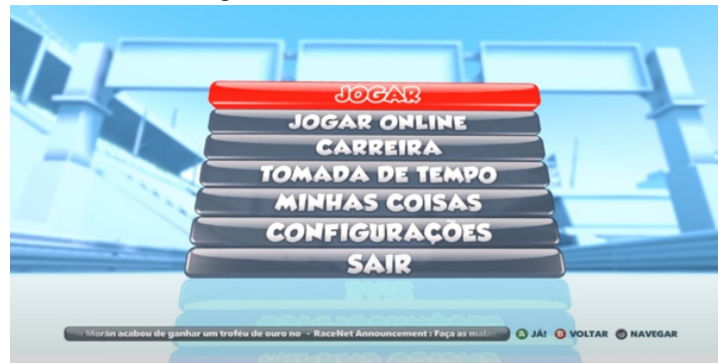 JOGAR
JOGAR ONLINE
CARREIRA
TOMADA DE TEMPO
MINHAS COISAS
CONFIGURAÇÕES
SAIR
Morán acabou de ganhar um troféu de ouro no - RaceNet Announcement : Faça as malas A JÁ! B VOLTAR NAVEGAR